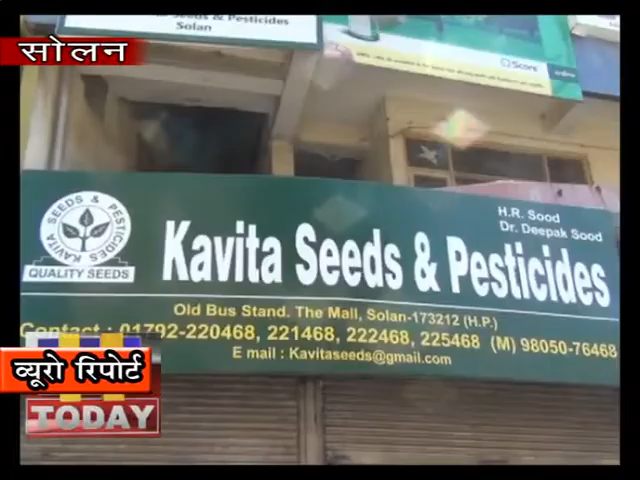 सोलन
Seeds & Pesticides
Solan
Score
KAVITA SEEDS & PESTICIDES
QUALITY SEEDS
H.R. Sood
Dr. Deepak Sood
Kavita Seeds & Pesticides
Old Bus Stand. The Mall, Solan-173212 (H.P.)
Contact : 01792-220468, 221468, 222468, 225468 (M) 98050-76468
E mail : Kavitaseeds@gmail.com
ब्यूरो रिपोर्ट
TODAY